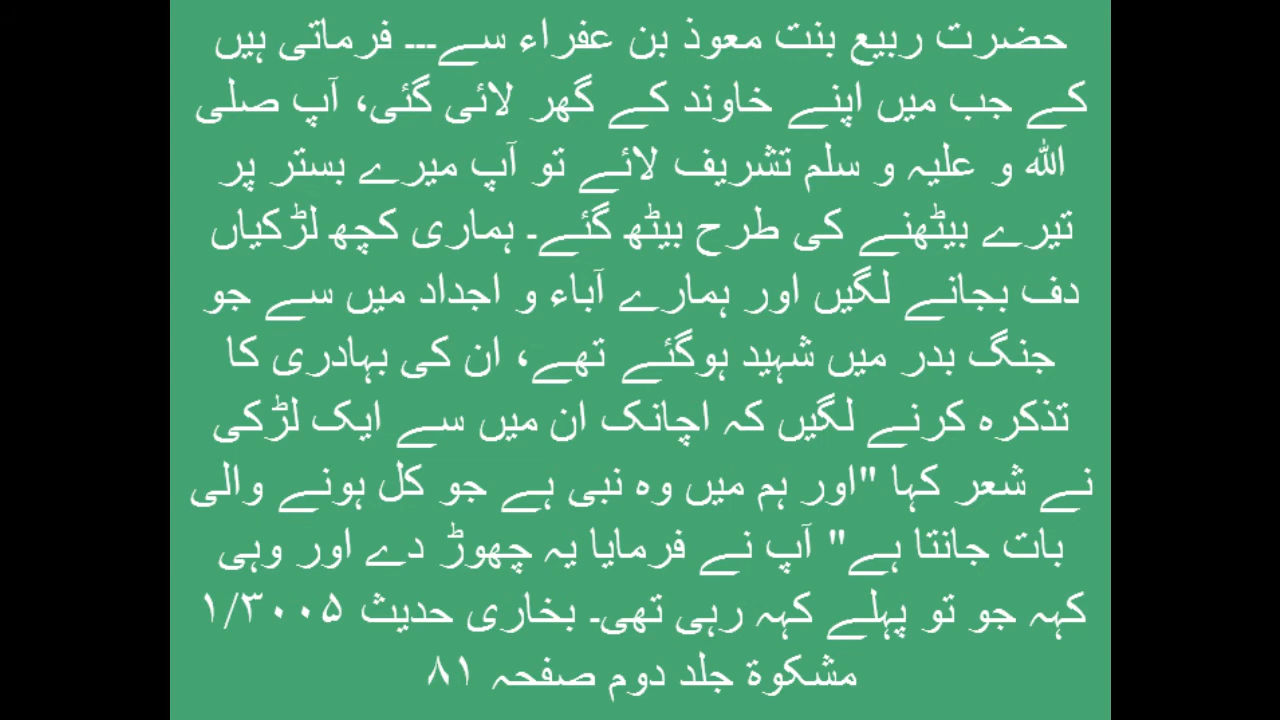 حضرت ربیع بنت معوذ بن عفراء سے۔۔۔ فرماتی ہیں
کے جب میں اپنے خاوند کے گھر لائی گئی، آپ صلی
الله و علیہ و سلم تشریف لائے تو آپ میرے بستر پر
تیرے بیٹھنے کی طرح بیٹھ گئے۔ ہماری کچھ لڑکیاں
دف بجانے لگیں اور ہمارے آباء و اجداد میں سے جو
جنگ بدر میں شہید ہوگئے تھے، ان کی بہادری کا
تذکرہ کرنے لگیں کہ اچانک ان میں سے ایک لڑکی
نے شعر کہا "اور ہم میں وہ نبی ہے جو کل ہونے والی
بات جانتا ہے" آپ نے فرمایا یہ چھوڑ دے اور وہی
کہہ جو تو پہلے کہہ رہی تھی۔ بخاری حدیث ۱/۳۰۰۵
مشکوۃ جلد دوم صفحہ ۸۱